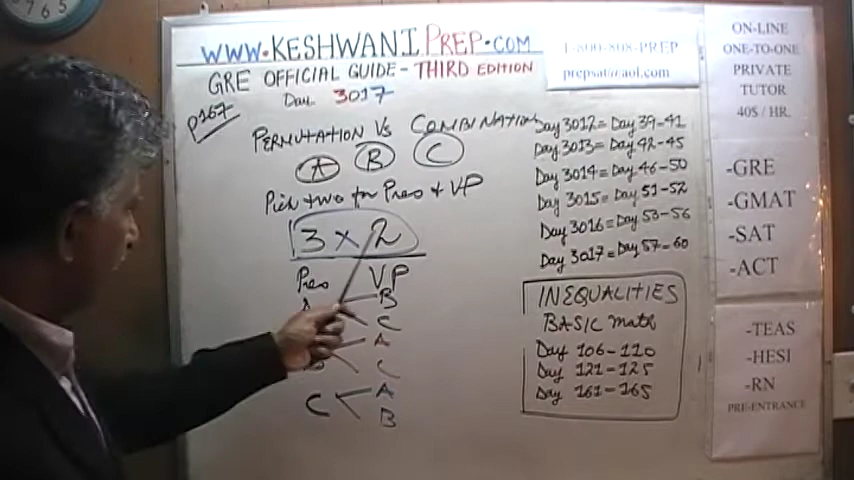 WWW.KESHWANIPREP.COM
GRE OFFICIAL GUIDE - THIRD EDITION
Day. 3017
P167
PERMUTATION VS COMBINATION
A B C
Pick two for Pres & VP
3 x 2
Pres VP
B
C
A
C
C A
B
1-800-808-PREP
prepsat@aol.com
Day 3012 = Day 39-41
Day 3013 = Day 42-45
Day 3014 = Day 46-50
Day 3015 = Day 51-52
Day 3016 = Day 53-56
Day 3017 = Day 57-60
INEQUALITIES
BASIC math
Day 106-110
Day 121-125
Day 161-165
ON-LINE
ONE-TO-ONE
PRIVATE
TUTOR
40$ / HR.
-GRE
-GMAT
-SAT
-ACT
-TEAS
-HESI
-RN
PRE-ENTRANCE
7 6 5